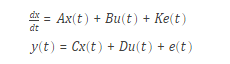 dx/dt = Ax(t) + Bu(t) + Ke(t)
y(t) = Cx(t) + Du(t) + e(t)